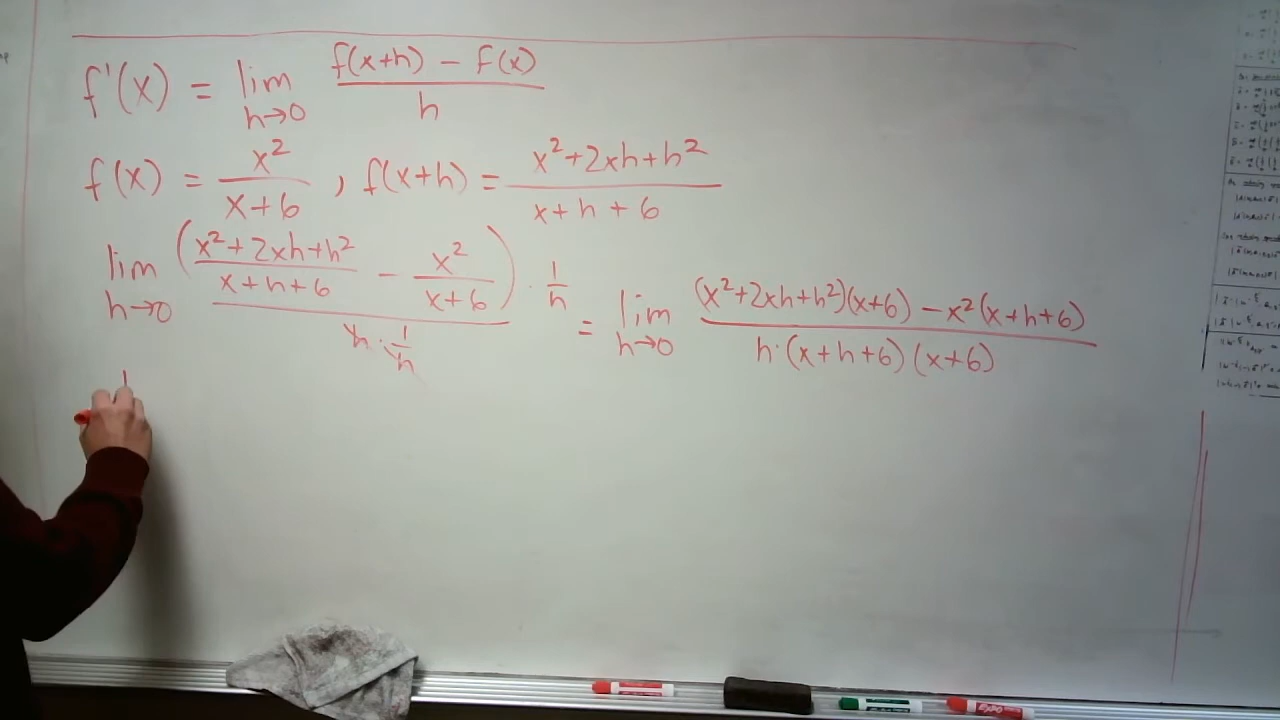 f'(x) = lim h→0 f(x+h) - f(x) / h
f(x) = x² / x+6 , f(x+h) = x²+2xh+h² / x+h+6
lim h→0 (x²+2xh+h² / x+h+6 - x² / x+6) · 1/h / h · 1/h = lim h→0 (x²+2xh+h²)(x+6) - x²(x+h+6) / h·(x+h+6)(x+6)
EXPO